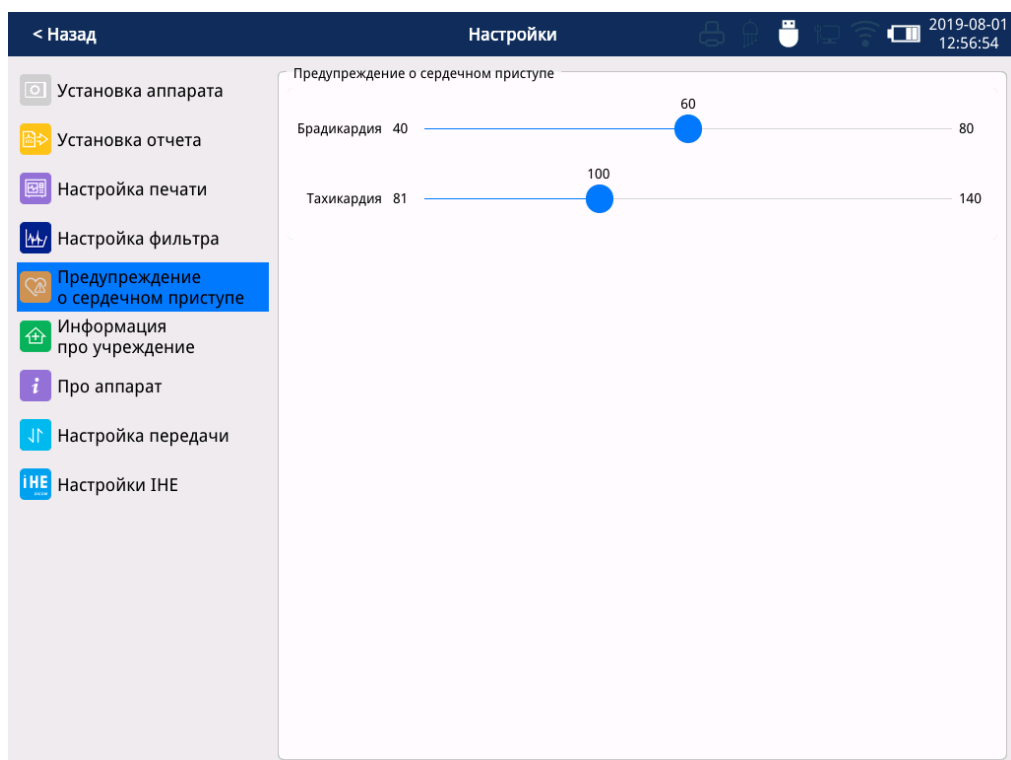 < Назад
Настройки
2019-08-01
12:56:54
Установка аппарата
Установка отчета
Настройка печати
Настройка фильтра
Предупреждение
о сердечном приступе
Информация
про учреждение
Про аппарат
Настройка передачи
iHE
Настройки IHE
Предупреждение о сердечном приступе
60
Брадикардия 40 80
100
Тахикардия 81 140